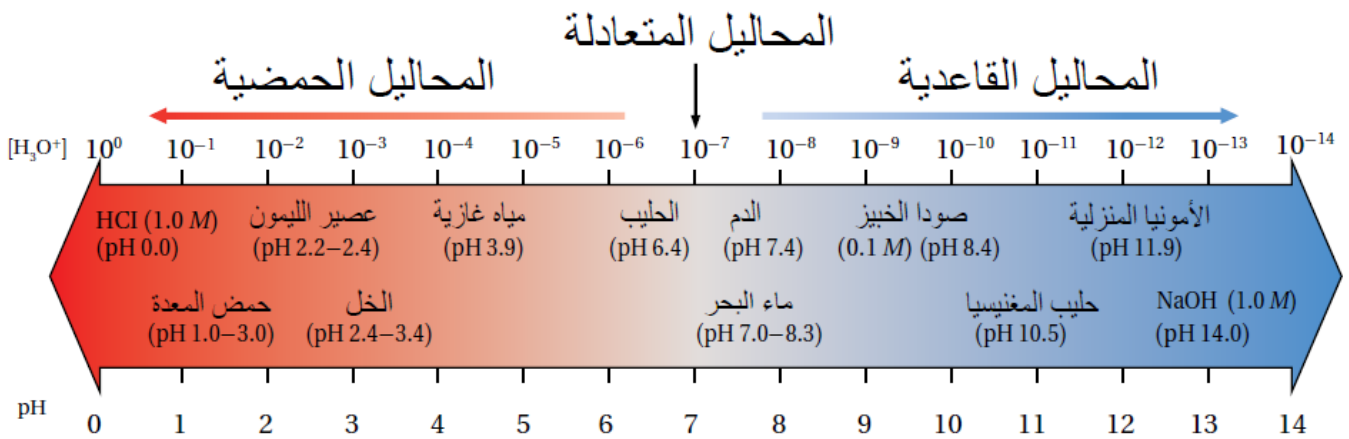 المحاليل المتعادلة
المحاليل الحمضية
المحاليل القاعدية
[H₃O⁺] 10⁰ 10⁻¹ 10⁻² 10⁻³ 10⁻⁴ 10⁻⁵ 10⁻⁶ 10⁻⁷ 10⁻⁸ 10⁻⁹ 10⁻¹⁰ 10⁻¹¹ 10⁻¹² 10⁻¹³ 10⁻¹⁴
HCl (1.0 M)
(pH 0.0)
عصير الليمون
(pH 2.2–2.4)
مياه غازية
(pH 3.9)
الحليب
(pH 6.4)
الدم
(pH 7.4)
صودا الخبيز
(0.1 M) (pH 8.4)
الأمونيا المنزلية
(pH 11.9)
حمض المعدة
(pH 1.0–3.0)
الخل
(pH 2.4–3.4)
ماء البحر
(pH 7.0–8.3)
حليب المغنيسيا
(pH 10.5)
NaOH (1.0 M)
(pH 14.0)
pH 0 1 2 3 4 5 6 7 8 9 10 11 12 13 14